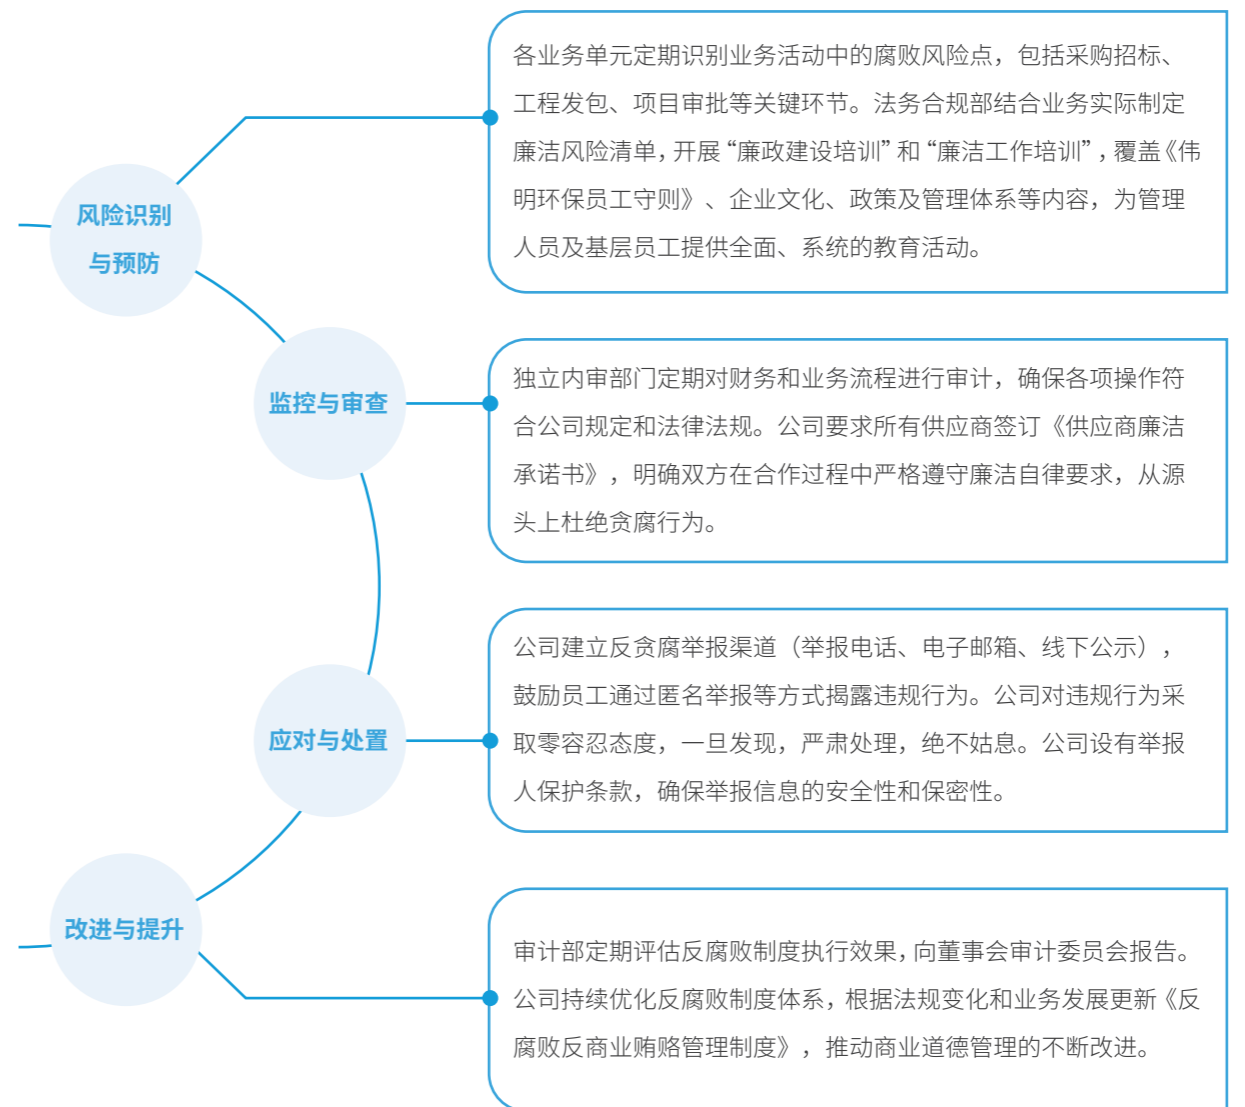 风险识别
与预防
各业务单元定期识别业务活动中的腐败风险点，包括采购招标、
工程发包、项目审批等关键环节。法务合规部结合业务实际制定
廉洁风险清单，开展“廉政建设培训”和“廉洁工作培训”，覆盖《伟
明环保员工守则》、企业文化、政策及管理体系等内容，为管理
人员及基层员工提供全面、系统的教育活动。
监控与审查
独立内审部门定期对财务和业务流程进行审计，确保各项操作符
合公司规定和法律法规。公司要求所有供应商签订《供应商廉洁
承诺书》，明确双方在合作过程中严格遵守廉洁自律要求，从源
头上杜绝贪腐行为。
应对与处置
公司建立反贪腐举报渠道（举报电话、电子邮箱、线下公示），
鼓励员工通过匿名举报等方式揭露违规行为。公司对违规行为采
取零容忍态度，一旦发现，严肃处理，绝不姑息。公司设有举报
人保护条款，确保举报信息的安全性和保密性。
改进与提升
审计部定期评估反腐败制度执行效果，向董事会审计委员会报告。
公司持续优化反腐败制度体系，根据法规变化和业务发展更新《反
腐败反商业贿赂管理制度》，推动商业道德管理的不断改进。